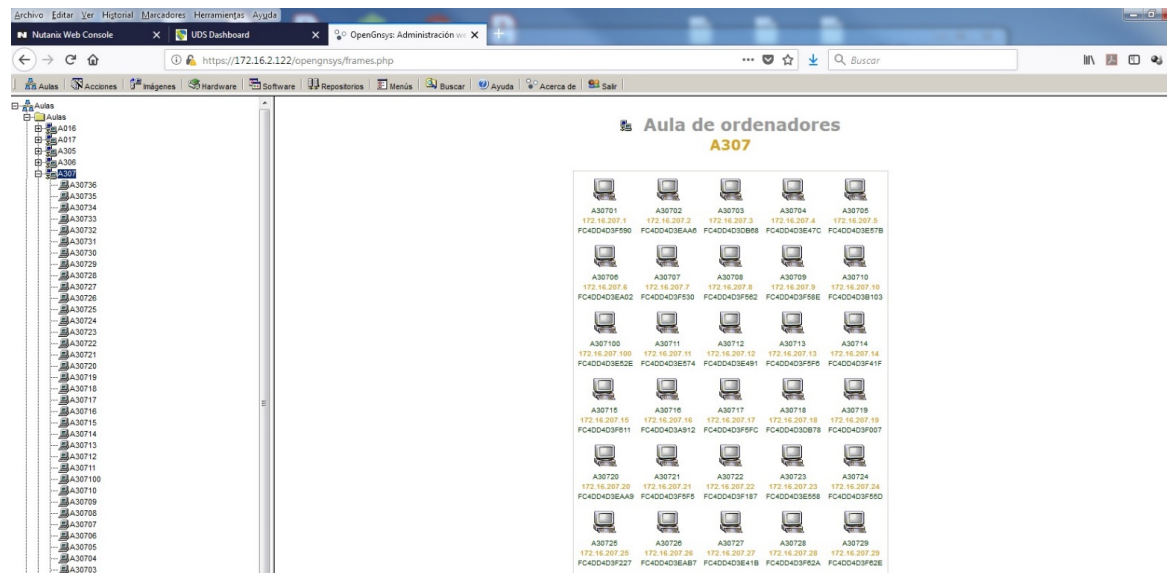 Archivo Editar Ver Historial Marcadores Herramientas Ayuda
Nutanix Web Console
UDS Dashboard
OpenGnsys: Administración we
https://172.16.2.122/opengnsys/frames.php
Buscar
Aulas Acciones Imágenes Hardware Software Repositorios Menús Buscar Ayuda Acerca de Salir
Aulas
Aulas
A016
A017
A305
A306
A307
A30736
A30735
A30734
A30733
A30732
A30731
A30730
A30729
A30728
A30727
A30726
A30725
A30724
A30723
A30722
A30721
A30720
A30719
A30718
A30717
A30716
A30715
A30714
A30713
A30712
A30711
A307100
A30710
A30709
A30708
A30707
A30706
A30705
A30704
A30703
Aula de ordenadores
A307
A30701 A30702 A30703 A30704 A30705
172.16.207.1 172.16.207.2 172.16.207.3 172.16.207.4 172.16.207.5
FC4DD4D3F590 FC4DD4D3EAA6 FC4DD4D3DB68 FC4DD4D3E47C FC4DD4D3E57B
A30706 A30707 A30708 A30709 A30710
172.16.207.6 172.16.207.7 172.16.207.8 172.16.207.9 172.16.207.10
FC4DD4D3EA02 FC4DD4D3F530 FC4DD4D3F562 FC4DD4D3F58E FC4DD4D3B103
A307100 A30711 A30712 A30713 A30714
172.16.207.100 172.16.207.11 172.16.207.12 172.16.207.13 172.16.207.14
FC4DD4D3E52E FC4DD4D3E574 FC4DD4D3E491 FC4DD4D3F5F6 FC4DD4D3F41F
A30715 A30716 A30717 A30718 A30719
172.16.207.15 172.16.207.16 172.16.207.17 172.16.207.18 172.16.207.19
FC4DD4D3F611 FC4DD4D3A912 FC4DD4D3F5FC FC4DD4D3DB78 FC4DD4D3F007
A30720 A30721 A30722 A30723 A30724
172.16.207.20 172.16.207.21 172.16.207.22 172.16.207.23 172.16.207.24
FC4DD4D3EAA9 FC4DD4D3F5F5 FC4DD4D3F187 FC4DD4D3E558 FC4DD4D3F55D
A30725 A30726 A30727 A30728 A30729
172.16.207.25 172.16.207.26 172.16.207.27 172.16.207.28 172.16.207.29
FC4DD4D3F227 FC4DD4D3EAB7 FC4DD4D3E41B FC4DD4D3F62A FC4DD4D3F62E